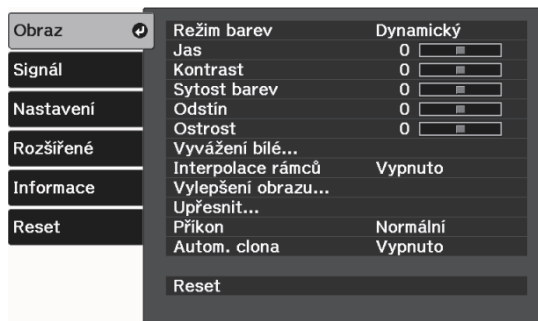 Obraz
Signál
Nastavení
Rozšířené
Informace
Reset
Režim barev Dynamický
Jas 0
Kontrast 0
Sytost barev 0
Odstín 0
Ostrost 0
Vyvážení bílé...
Interpolace rámců Vypnuto
Vylepšení obrazu...
Upřesnit...
Příkon Normální
Autom. clona Vypnuto
Reset